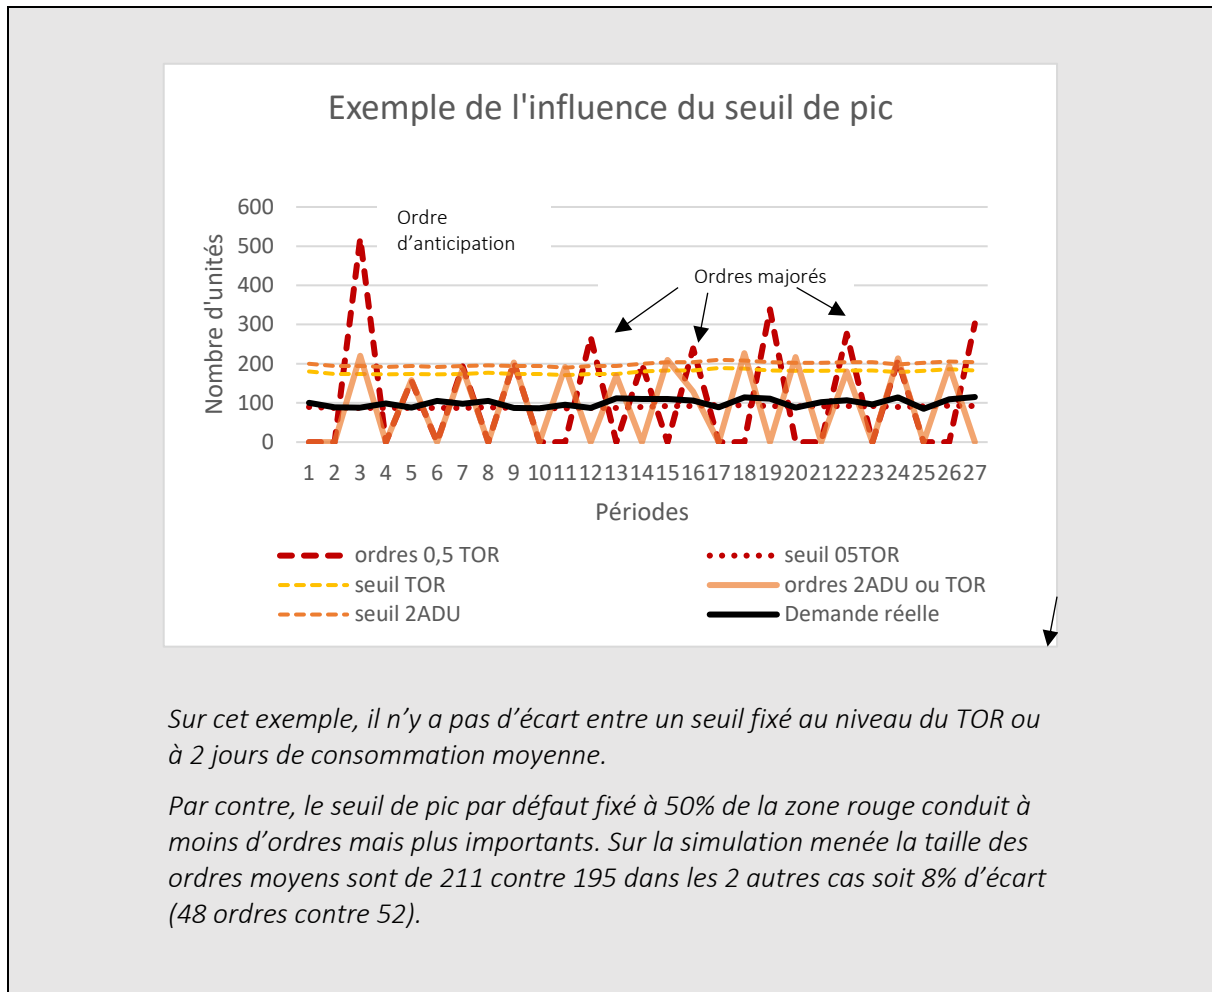 Exemple de l'influence du seuil de pic
600
500
400
300
200
100
0
Nombre d'unités
Ordre
d’anticipation
Ordres majorés
1 2 3 4 5 6 7 8 9 10 11 12 13 14 15 16 17 18 19 20 21 22 23 24 25 26 27
Périodes
ordres 0,5 TOR
seuil 05TOR
seuil TOR
ordres 2ADU ou TOR
seuil 2ADU
Demande réelle
Sur cet exemple, il n’y a pas d’écart entre un seuil fixé au niveau du TOR ou
à 2 jours de consommation moyenne.
Par contre, le seuil de pic par défaut fixé à 50% de la zone rouge conduit à
moins d’ordres mais plus importants. Sur la simulation menée la taille des
ordres moyens sont de 211 contre 195 dans les 2 autres cas soit 8% d’écart
(48 ordres contre 52).